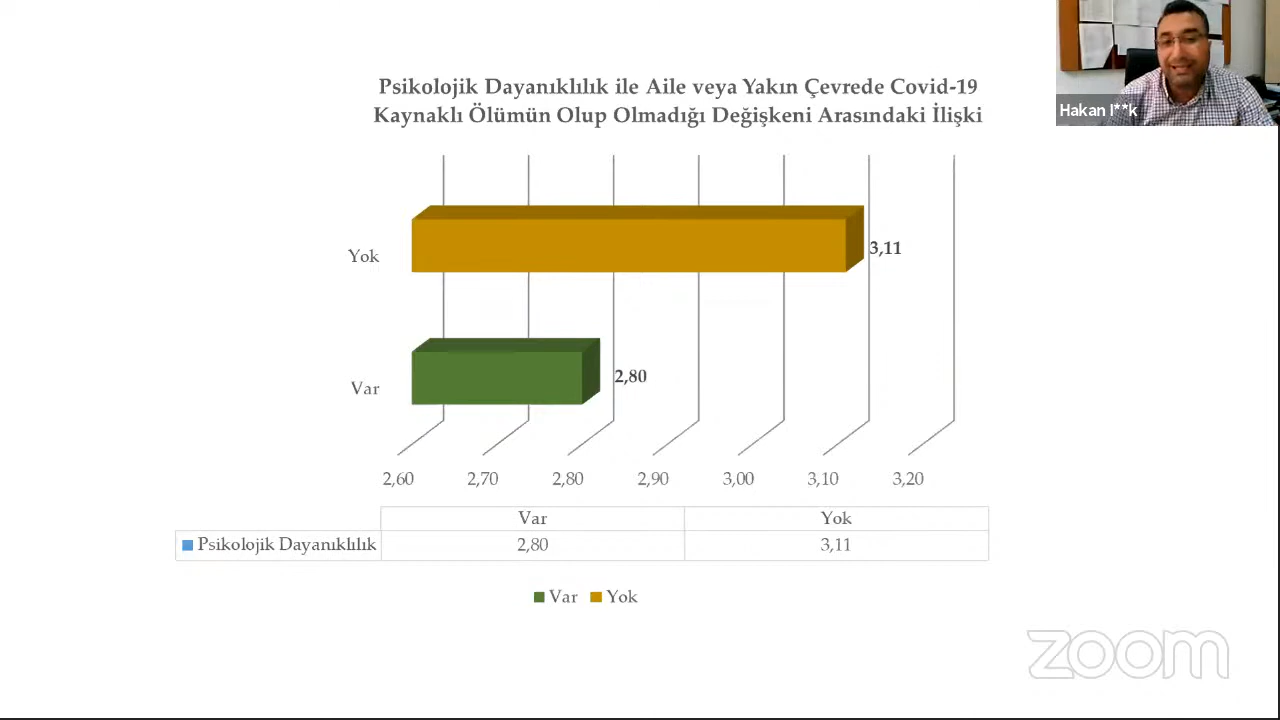 Psikolojik Dayanıklılık ile Aile veya Yakın Çevrede Covid-19
Kaynaklı Ölümün Olup Olmadığı Değişkeni Arasındaki İlişki
Hakan I**k
Yok
3,11
Var
2,80
2,60 2,70 2,80 2,90 3,00 3,10 3,20
Var Yok
Psikolojik Dayanıklılık 2,80 3,11
Var Yok
zoom